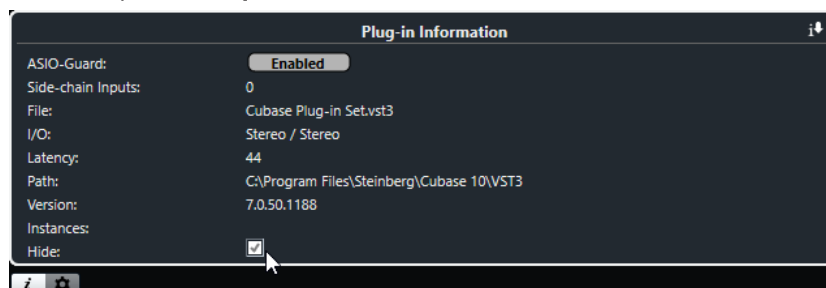 Plug-in Information
i
ASIO-Guard: Enabled
Side-chain Inputs: 0
File: Cubase Plug-in Set.vst3
I/O: Stereo / Stereo
Latency: 44
Path: C:\Program Files\Steinberg\Cubase 10\VST3
Version: 7.0.50.1188
Instances:
Hide:
i